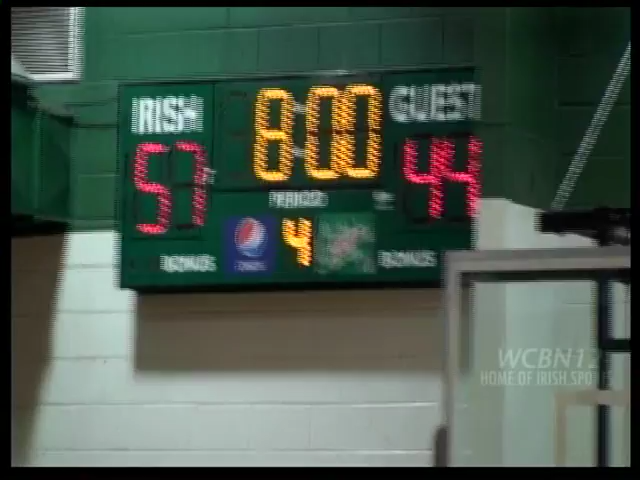 IRISH 8:00 GUEST
57 44
PERIOD
BONUS 4 BONUS
WCBN12
HOME OF IRISH SPORTS